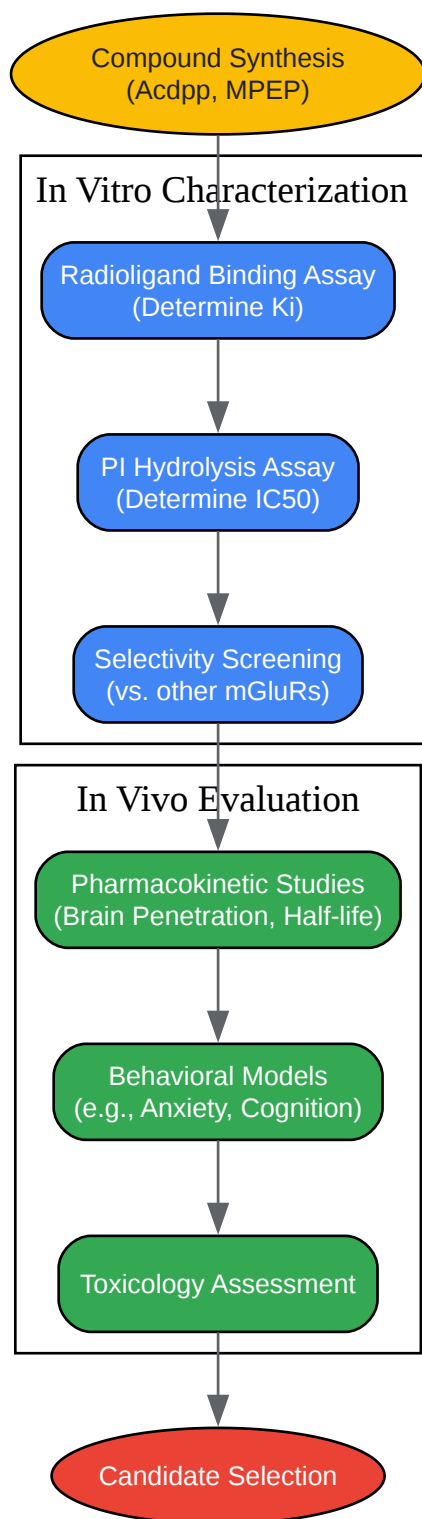 Compound Synthesis
(Acdpp, MPEP)
In Vitro Characterization
Radioligand Binding Assay
(Determine Ki)
PI Hydrolysis Assay
(Determine IC50)
Selectivity Screening
(vs. other mGluRs)
In Vivo Evaluation
Pharmacokinetic Studies
(Brain Penetration, Half-life)
Behavioral Models
(e.g., Anxiety, Cognition)
Toxicology Assessment
Candidate Selection